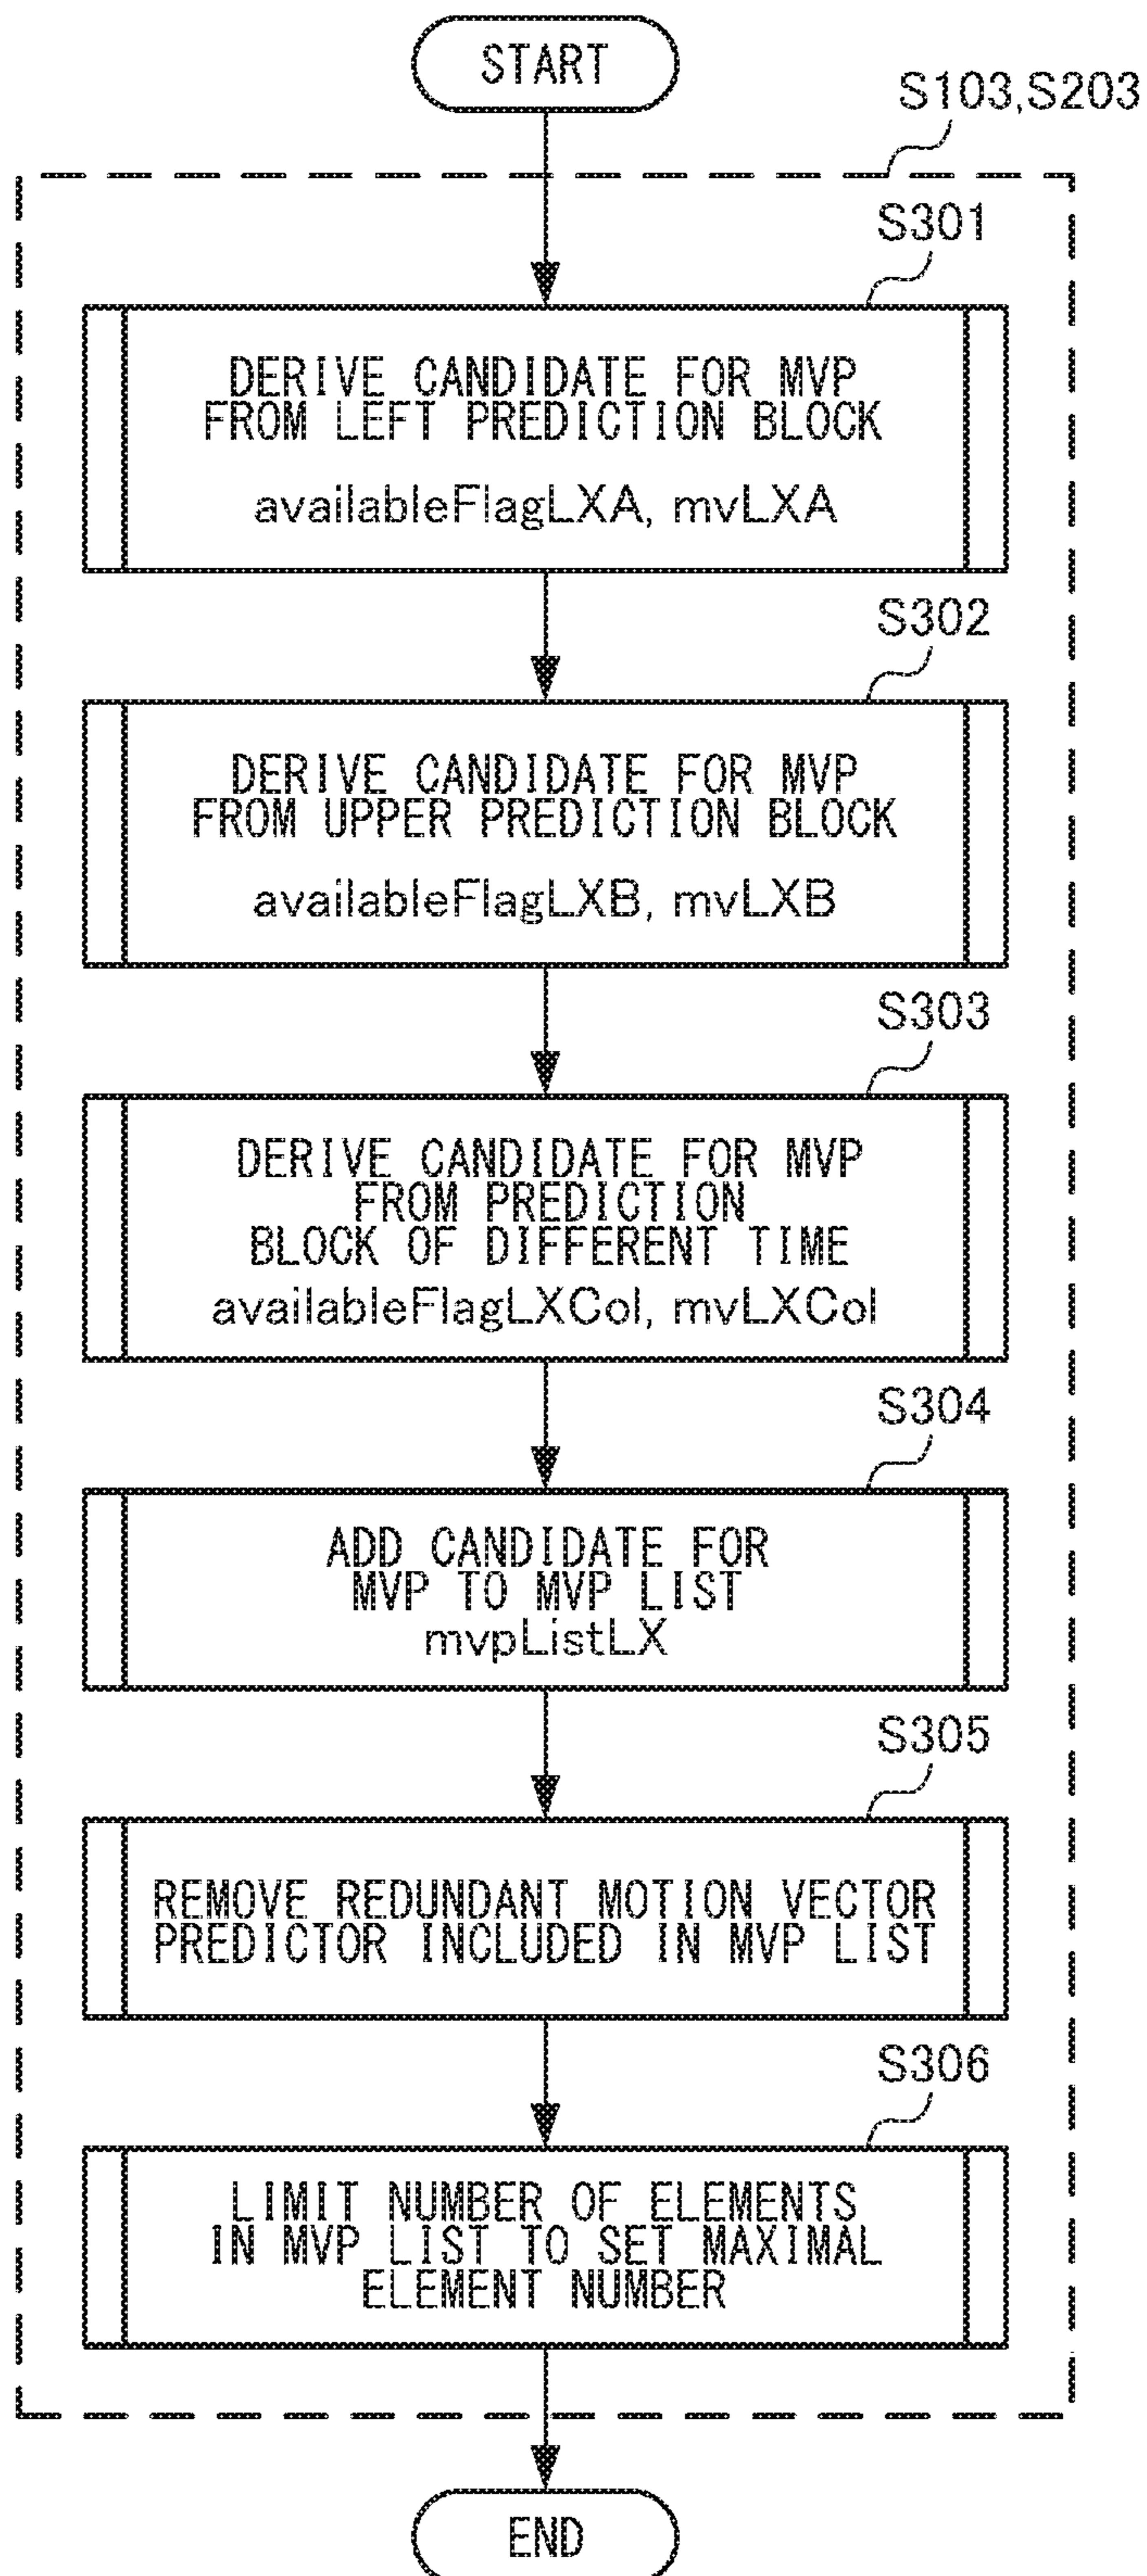 START
S103,S203
S301
DERIVE CANDIDATE FOR MVP
FROM LEFT PREDICTION BLOCK
availableFlagLXA, mvLXA
S302
DERIVE CANDIDATE FOR MVP
FROM UPPER PREDICTION BLOCK
availableFlagLXB, mvLXB
S303
DERIVE CANDIDATE FOR MVP
FROM PREDICTION
BLOCK OF DIFFERENT TIME
availableFlagLXCol, mvLXCol
S304
ADD CANDIDATE FOR
MVP TO MVP LIST
mvpListLX
S305
REMOVE REDUNDANT MOTION VECTOR
PREDICTOR INCLUDED IN MVP LIST
S306
LIMIT NUMBER OF ELEMENTS
IN MVP LIST TO SET MAXIMAL
ELEMENT NUMBER
END